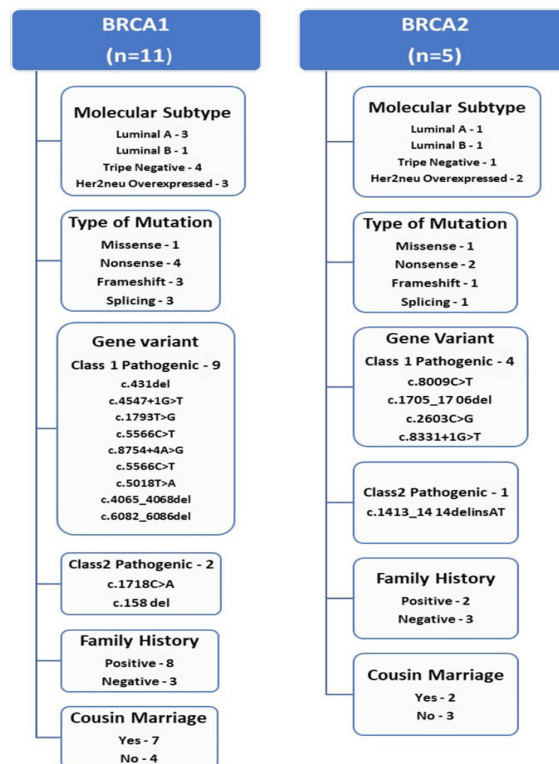 BRCA1
(n=11)
Molecular Subtype
Luminal A - 3
Luminal B - 1
Tripe Negative - 4
Her2neu Overexpressed - 3
Type of Mutation
Missense - 1
Nonsense - 4
Frameshift - 3
Splicing - 3
Gene variant
Class 1 Pathogenic - 9
c.431del
c.4547+1G>T
c.1793T>G
c.5566C>T
c.8754+4A>G
c.5566C>T
c.5018T>A
c.4065_4068del
c.6082_6086del
Class2 Pathogenic - 2
c.1718C>A
c.158 del
Family History
Positive - 8
Negative - 3
Cousin Marriage
Yes - 7
No - 4
BRCA2
(n=5)
Molecular Subtype
Luminal A - 1
Luminal B - 1
Tripe Negative - 1
Her2neu Overexpressed - 2
Type of Mutation
Missense - 1
Nonsense - 2
Frameshift - 1
Splicing - 1
Gene Variant
Class 1 Pathogenic - 4
c.8009C>T
c.1705_17 06del
c.2603C>G
c.8331+1G>T
Class2 Pathogenic - 1
c.1413_14 14delinsAT
Family History
Positive - 2
Negative - 3
Cousin Marriage
Yes - 2
No - 3